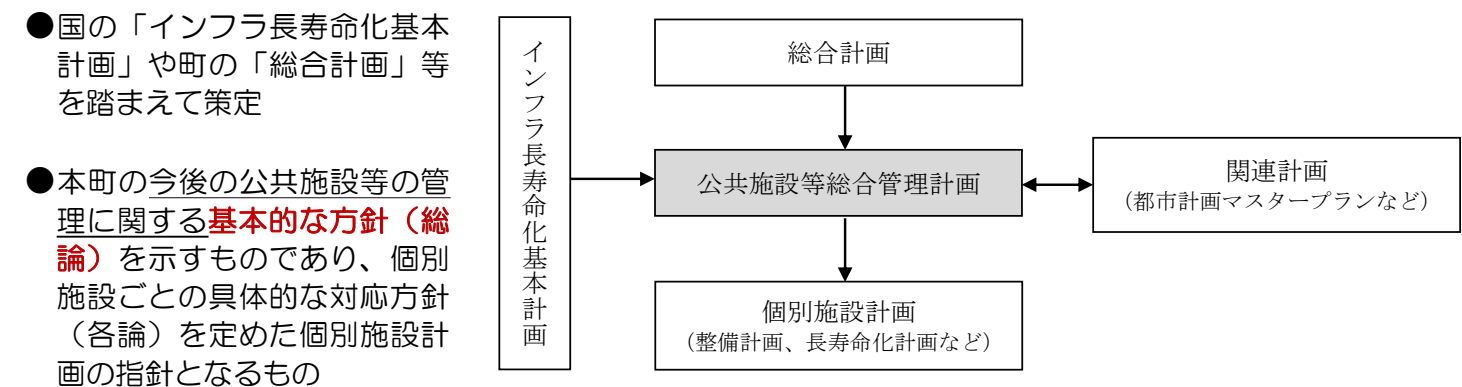 ●国の「インフラ長寿命化基本
計画」や町の「総合計画」等
を踏まえて策定
●本町の今後の公共施設等の管
理に関する基本的な方針（総
論）を示すものであり、個別
施設ごとの具体的な対応方針
（各論）を定めた個別施設計
画の指針となるもの
インフラ長寿命化基本計画
総合計画
公共施設等総合管理計画
関連計画
（都市計画マスタープランなど）
個別施設計画
（整備計画、長寿命化計画など）